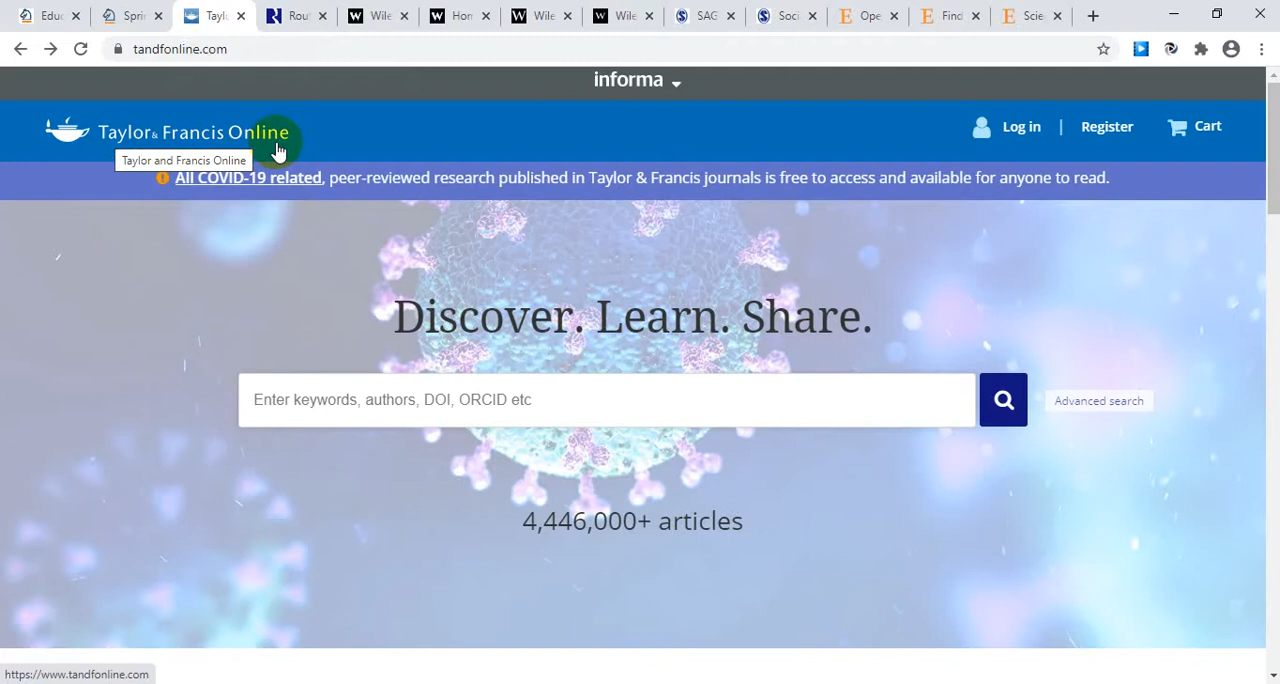 Educ Spri Taylo Rout Wile Hom Wile Wile SAG Soci Ope Find Scie
tandfonline.com
informa
Taylor & Francis Online Log in | Register Cart
Taylor and Francis Online
All COVID-19 related, peer-reviewed research published in Taylor & Francis journals is free to access and available for anyone to read.
Discover. Learn. Share.
Enter keywords, authors, DOI, ORCID etc
Advanced search
4,446,000+ articles
https://www.tandfonline.com